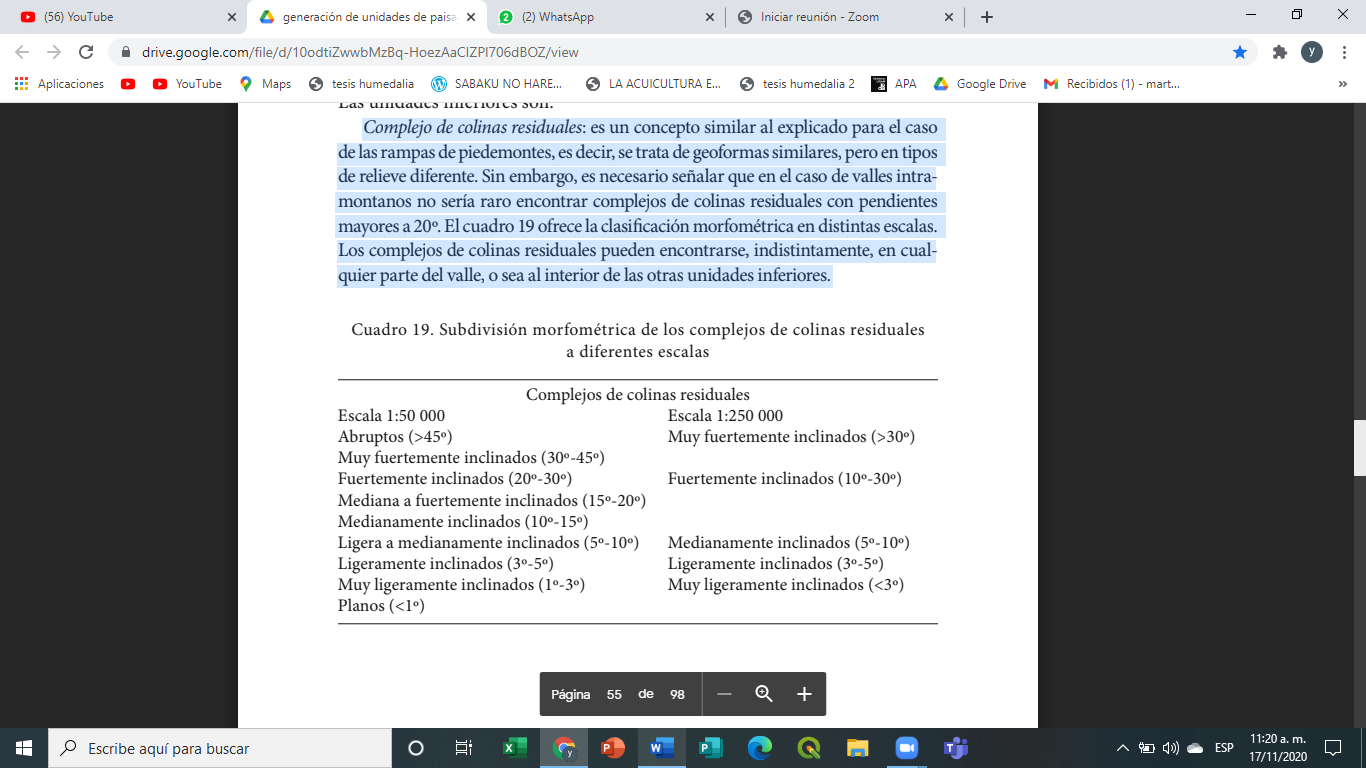 (56) YouTube
generación de unidades de paisa
(2) WhatsApp
Iniciar reunión - Zoom
drive.google.com/file/d/10odtiZwwbMzBq-HoezAaCIZPl706dBOZ/view
y
Aplicaciones
YouTube
Maps
tesis humedalia
SABAKU NO HARE...
LA ACUICULTURA E...
tesis humedalia 2
APA
Google Drive
Recibidos (1) - mart...
»
Las unidades inferiores son:
Complejo de colinas residuales: es un concepto similar al explicado para el caso
de las rampas de piedemontes, es decir, se trata de geoformas similares, pero en tipos
de relieve diferente. Sin embargo, es necesario señalar que en el caso de valles intra-
montanos no sería raro encontrar complejos de colinas residuales con pendientes
mayores a 20º. El cuadro 19 ofrece la clasificación morfométrica en distintas escalas.
Los complejos de colinas residuales pueden encontrarse, indistintamente, en cual-
quier parte del valle, o sea al interior de las otras unidades inferiores.
Cuadro 19. Subdivisión morfométrica de los complejos de colinas residuales
a diferentes escalas
Complejos de colinas residuales
Escala 1:50 000 Escala 1:250 000
Abruptos (>45º) Muy fuertemente inclinados (>30º)
Muy fuertemente inclinados (30º-45º)
Fuertemente inclinados (20º-30º) Fuertemente inclinados (10º-30º)
Mediana a fuertemente inclinados (15º-20º)
Medianamente inclinados (10º-15º)
Ligera a medianamente inclinados (5º-10º) Medianamente inclinados (5º-10º)
Ligeramente inclinados (3º-5º) Ligeramente inclinados (3º-5º)
Muy ligeramente inclinados (1º-3º) Muy ligeramente inclinados (<3º)
Planos (<1º)
Página 55 de 98
Escribe aquí para buscar
ESP
11:20 a. m.
17/11/2020